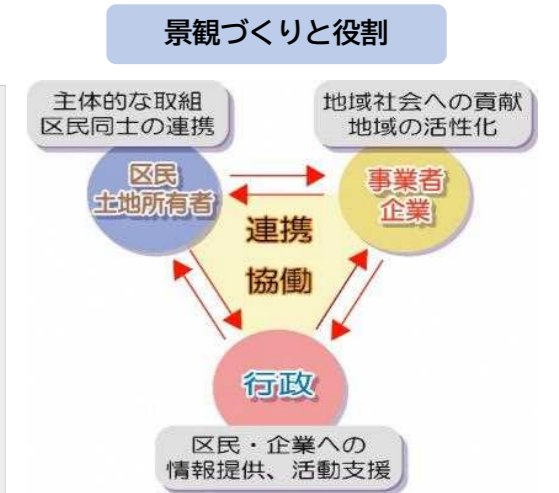 景観づくりと役割
主体的な取組
区民同士の連携
地域社会への貢献
地域の活性化
区民
土地所有者
事業者
企業
連携
協働
行政
区民・企業への
情報提供、活動支援